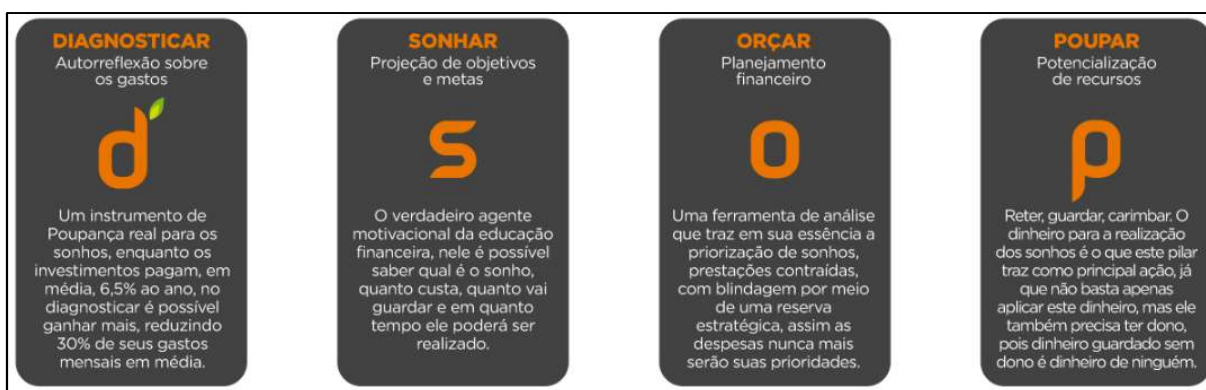 DIAGNOSTICAR
Autorreflexão sobre
os gastos
d
Um instrumento de
Poupança real para os
sonhos, enquanto os
investimentos pagam, em
média, 6,5% ao ano, no
diagnosticar é possível
ganhar mais, reduzindo
30% de seus gastos
mensais em média.
SONHAR
Projeção de objetivos
e metas
s
O verdadeiro agente
motivacional da educação
financeira, nele é possível
saber qual é o sonho,
quanto custa, quanto vai
guardar e em quanto
tempo ele poderá ser
realizado.
ORÇAR
Planejamento
financeiro
o
Uma ferramenta de análise
que traz em sua essência a
priorização de sonhos,
prestações contraídas,
com blindagem por meio
de uma reserva
estratégica, assim as
despesas nunca mais
serão suas prioridades.
POUPAR
Potencialização
de recursos
p
Reter, guardar, carimbar. O
dinheiro para a realização
dos sonhos é o que este pilar
traz como principal ação, já
que não basta apenas
aplicar este dinheiro, mas ele
também precisa ter dono,
pois dinheiro guardado sem
dono é dinheiro de ninguém.